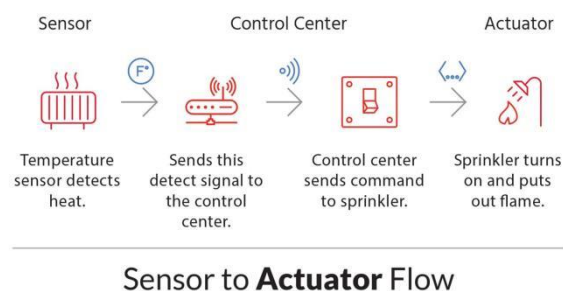 Sensor
Control Center
Actuator
F°
Temperature
sensor detects
heat.
Sends this
detect signal to
the control
center.
Control center
sends command
to sprinkler.
Sprinkler turns
on and puts
out flame.
Sensor to Actuator Flow